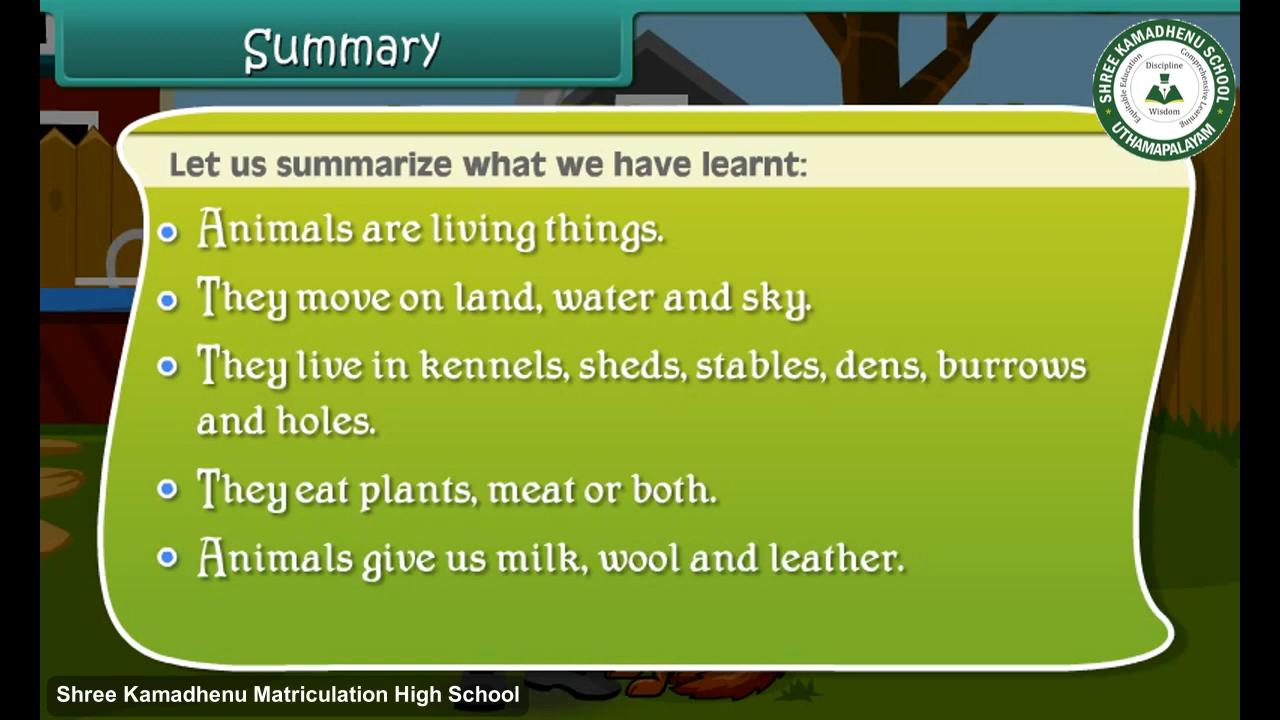 Summary
SHREE KAMADHENU SCHOOL
UTHAMAPALAYAM
Equitable Education
Discipline
Comprehensive Learning
Wisdom
Let us summarize what we have learnt:
Animals are living things.
They move on land, water and sky.
They live in kennels, sheds, stables, dens, burrows
and holes.
They eat plants, meat or both.
Animals give us milk, wool and leather.
Shree Kamadhenu Matriculation High School